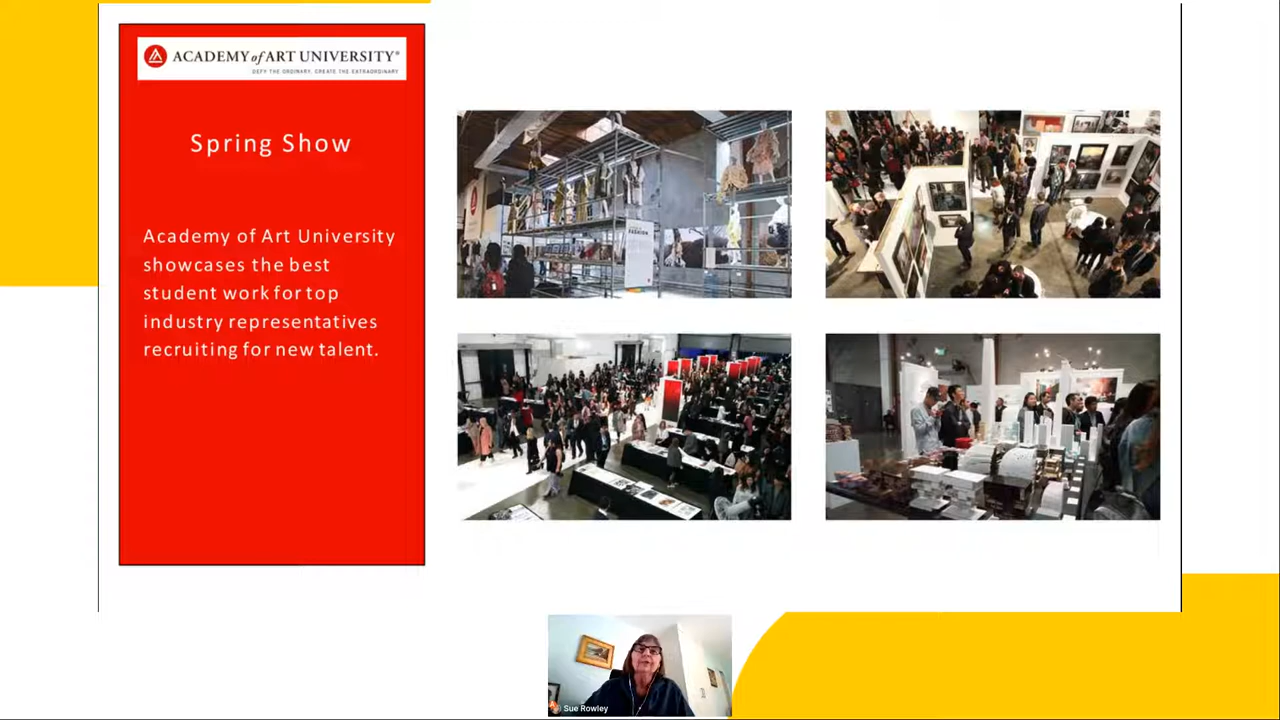 ACADEMY of ART UNIVERSITY®
DEFY THE ORDINARY, CREATE THE EXTRAORDINARY
Spring Show
Academy of Art University
showcases the best
student work for top
industry representatives
recruiting for new talent.
FASHION
Sue Rowley